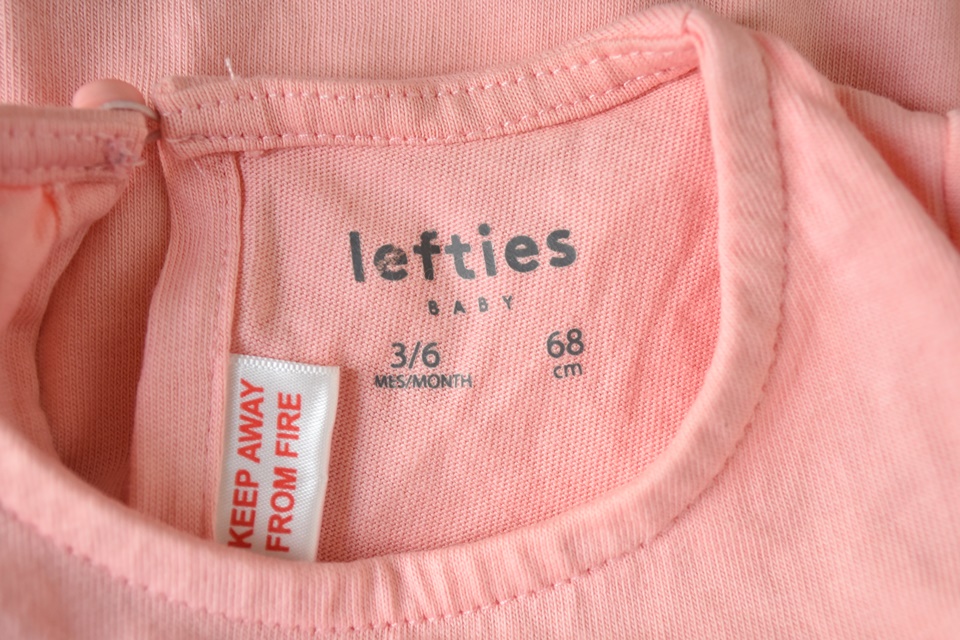 lefties
BABY
3/6
MES/MONTH
68
cm
KEEP AWAY
FROM FIRE